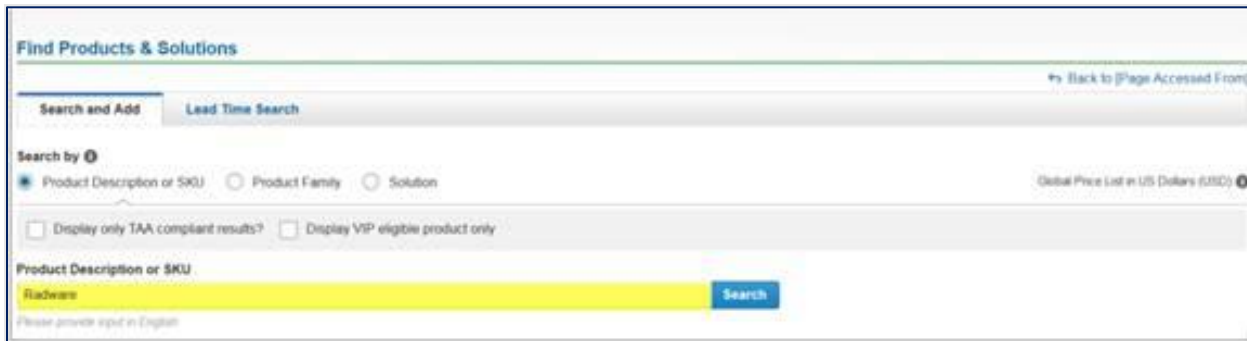 Find Products & Solutions
Back to [Page Accessed From]
Search and Add Lead Time Search
Search by
Product Description or SKU Product Family Solution Global Price List in US Dollars (USD)
Display only TAA compliant results? Display VIP eligible product only
Product Description or SKU
Radware Search
Please provide input in English